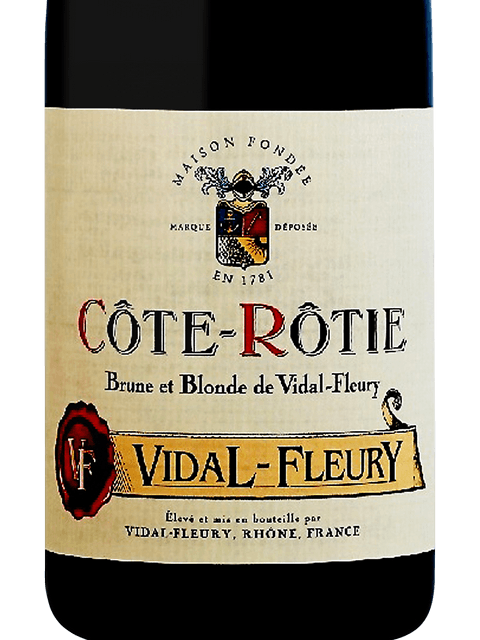 MAISON FONDÉE
MARQUE DÉPOSÉE
EN 1781
CÔTE-RÔTIE
Brune et Blonde de Vidal-Fleury
VF VIDAL-FLEURY
Élevé et mis en bouteille par
VIDAL-FLEURY, RHÔNE, FRANCE